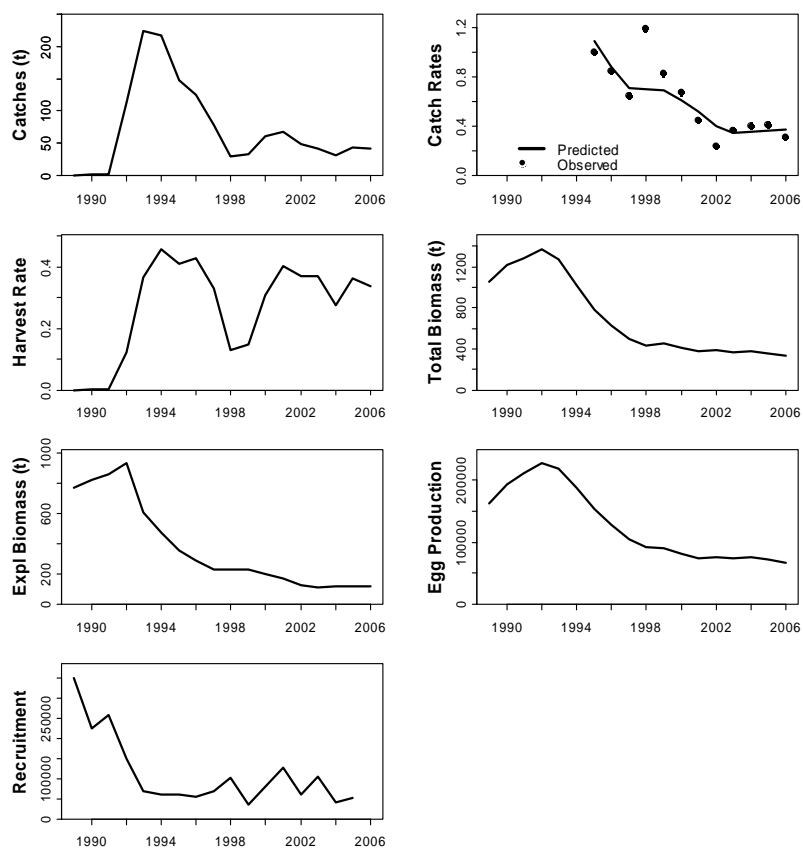 Catches (t)
0 50 100 200
1990 1994 1998 2002 2006
Catch Rates
0.0 0.4 0.8 1.2
Predicted
Observed
1990 1994 1998 2002 2006
Harvest Rate
0.0 0.2 0.4
1990 1994 1998 2002 2006
Total Biomass (t)
0 400 800 1200
1990 1994 1998 2002 2006
Expl Biomass (t)
0 200 600 1000
1990 1994 1998 2002 2006
Egg Production
0 100000 200000
1990 1994 1998 2002 2006
Recruitment
0 100000 250000
1990 1994 1998 2002 2006